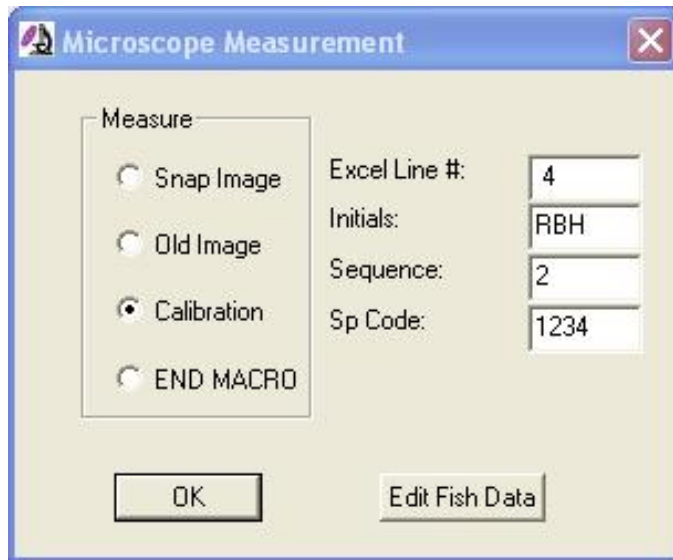 Microscope Measurement
Measure
Snap Image
Old Image
Calibration
END MACRO
Excel Line #: 4
Initials: RBH
Sequence: 2
Sp Code: 1234
OK
Edit Fish Data